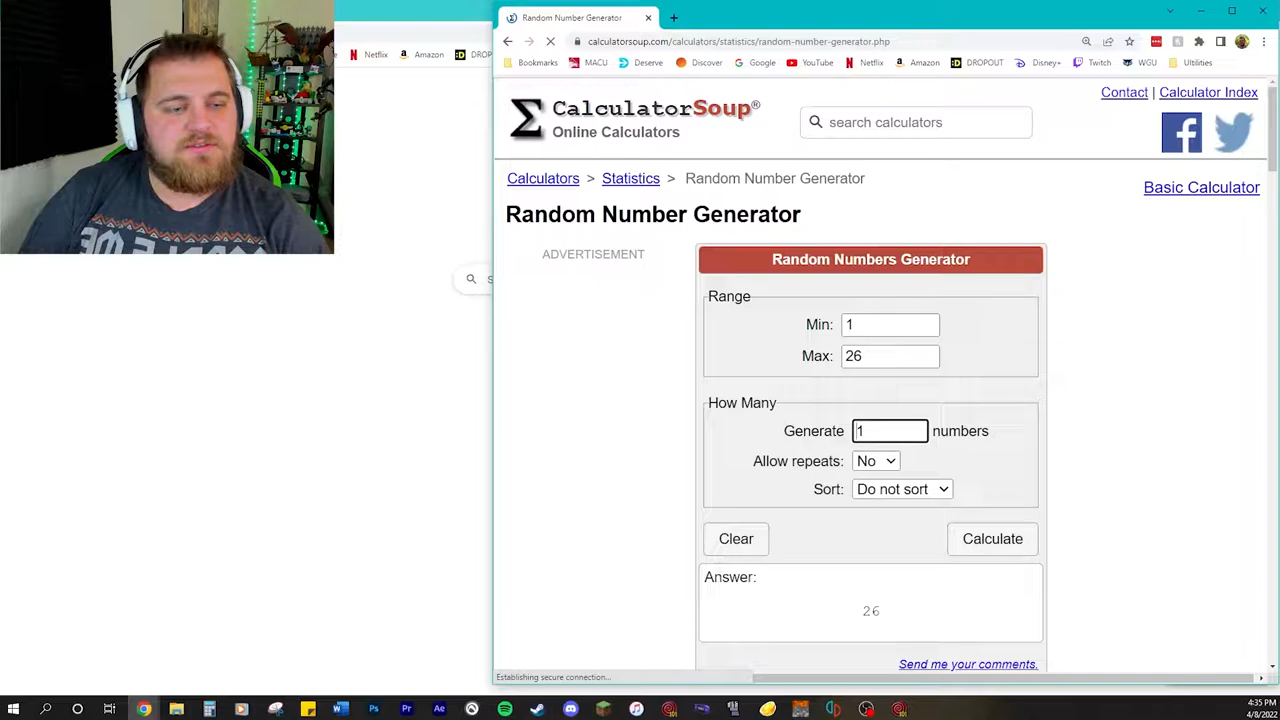 Random Number Generator
Netflix
Amazon
DROP
calculatorsoup.com/calculators/statistics/random-number-generator.php
Bookmarks
MACU
Deserve
Discover
Google
YouTube
Netflix
Amazon
DROPOUT
Disney+
Twitch
WGU
Utilities
Contact | Calculator Index
CalculatorSoup®
Online Calculators
search calculators
Calculators > Statistics > Random Number Generator
Basic Calculator
Random Number Generator
ADVERTISEMENT
Random Numbers Generator
Range
Min: 1
Max: 26
How Many
Generate 1 numbers
Allow repeats: No
Sort: Do not sort
Clear
Calculate
Answer:
26
Send me your comments.
Establishing secure connection...
4:35 PM
4/8/2022